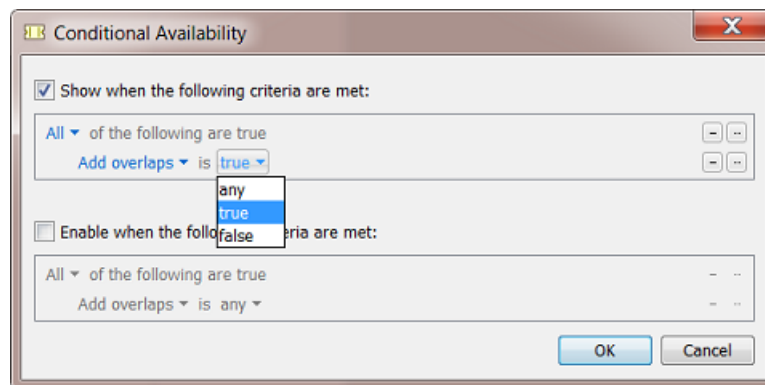 Conditional Availability
Show when the following criteria are met:
All of the following are true
Add overlaps is true
any
true
false
Enable when the follo eria are met:
All of the following are true
Add overlaps is any
OK Cancel